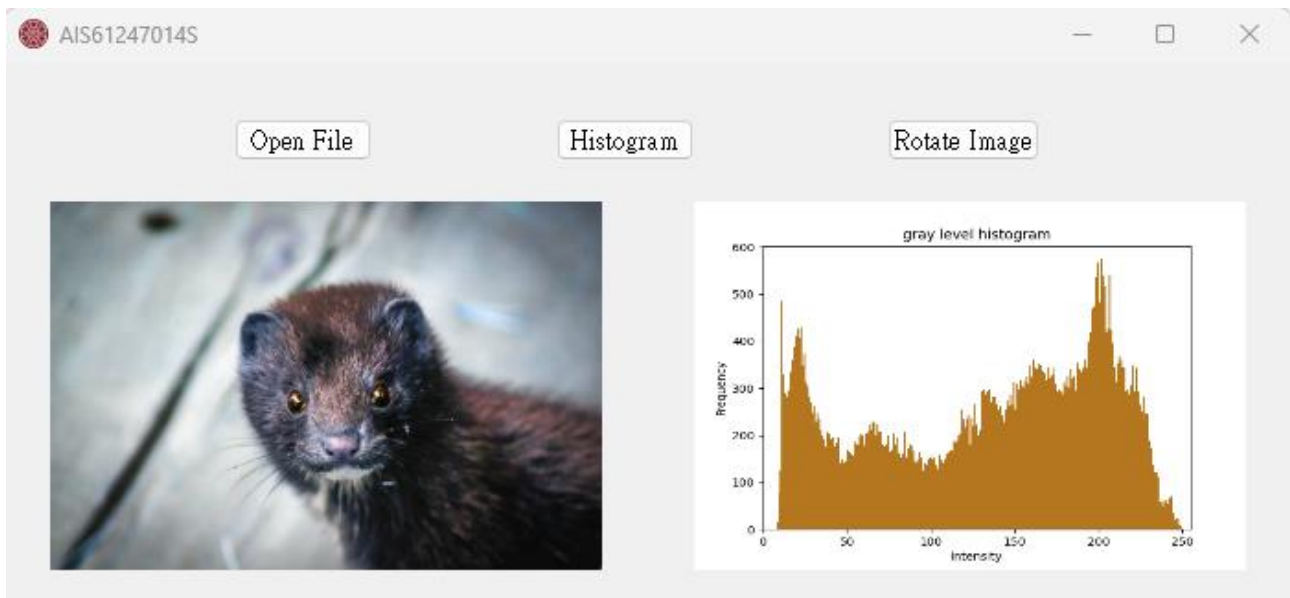 AIS61247014S
Open File
Histogram
Rotate Image
gray level histogram
600
500
400
300
200
100
0
Frequency
0 50 100 150 200 250
intensity